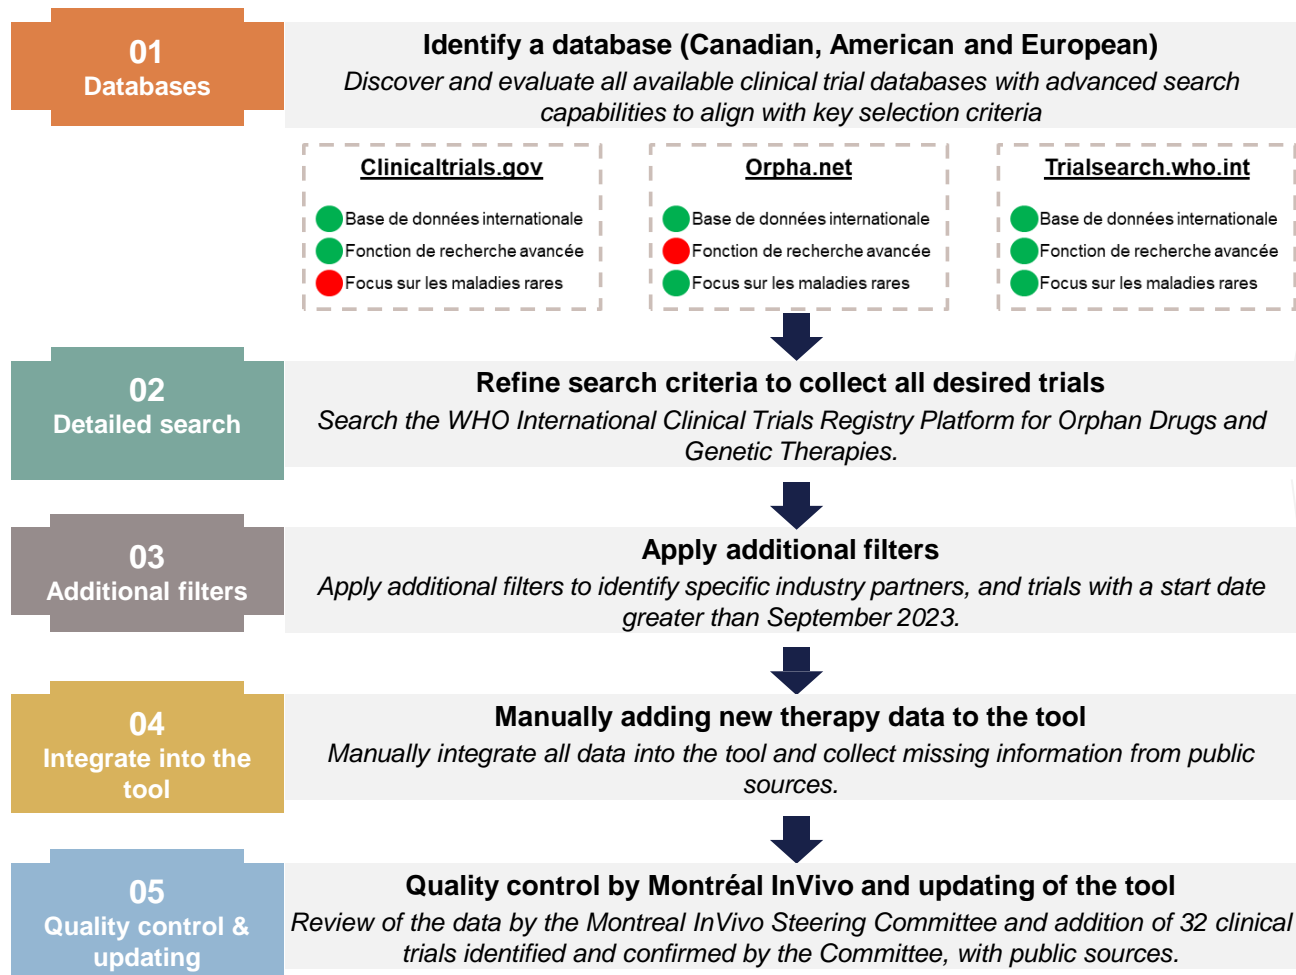 01
Databases
Identify a database (Canadian, American and European)
Discover and evaluate all available clinical trial databases with advanced search
capabilities to align with key selection criteria
Clinicaltrials.gov
Base de données internationale
Fonction de recherche avancée
Focus sur les maladies rares
Orpha.net
Base de données internationale
Fonction de recherche avancée
Focus sur les maladies rares
Trialsearch.who.int
Base de données internationale
Fonction de recherche avancée
Focus sur les maladies rares
02
Detailed search
Refine search criteria to collect all desired trials
Search the WHO International Clinical Trials Registry Platform for Orphan Drugs and
Genetic Therapies.
03
Additional filters
Apply additional filters
Apply additional filters to identify specific industry partners, and trials with a start date
greater than September 2023.
04
Integrate into the
tool
Manually adding new therapy data to the tool
Manually integrate all data into the tool and collect missing information from public
sources.
05
Quality control &
updating
Quality control by Montréal InVivo and updating of the tool
Review of the data by the Montreal InVivo Steering Committee and addition of 32 clinical
trials identified and confirmed by the Committee, with public sources.